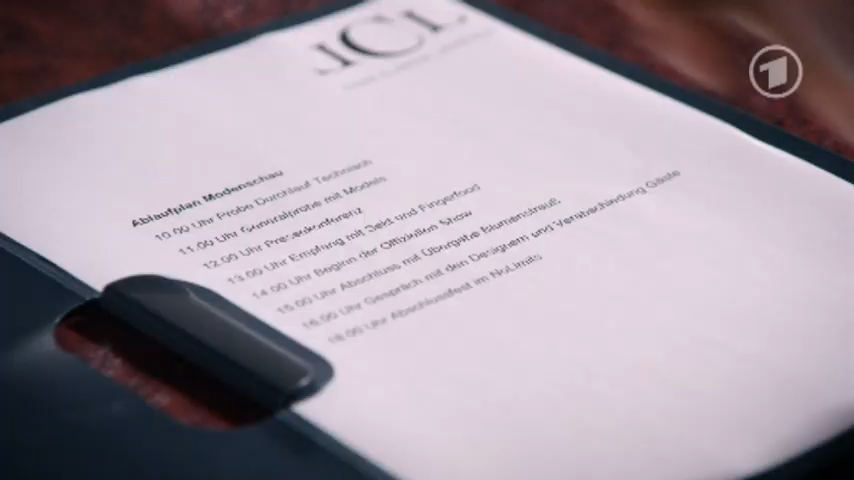 JCL
1
Ablaufplan Modenschau
10.00 Uhr Probe Durchlauf Technisch
11.00 Uhr Generalprobe mit Models
12.00 Uhr Pressekonferenz
13.00 Uhr Empfang mit Sekt und Fingerfood
14.00 Uhr Beginn der Offiziellen Show
15.00 Uhr Abschluss mit Übergabe Blumenstrauß
16.00 Uhr Gespräch mit den Designern und Verabschiedung Gäste
18.00 Uhr Abschlussfest im NoLimits